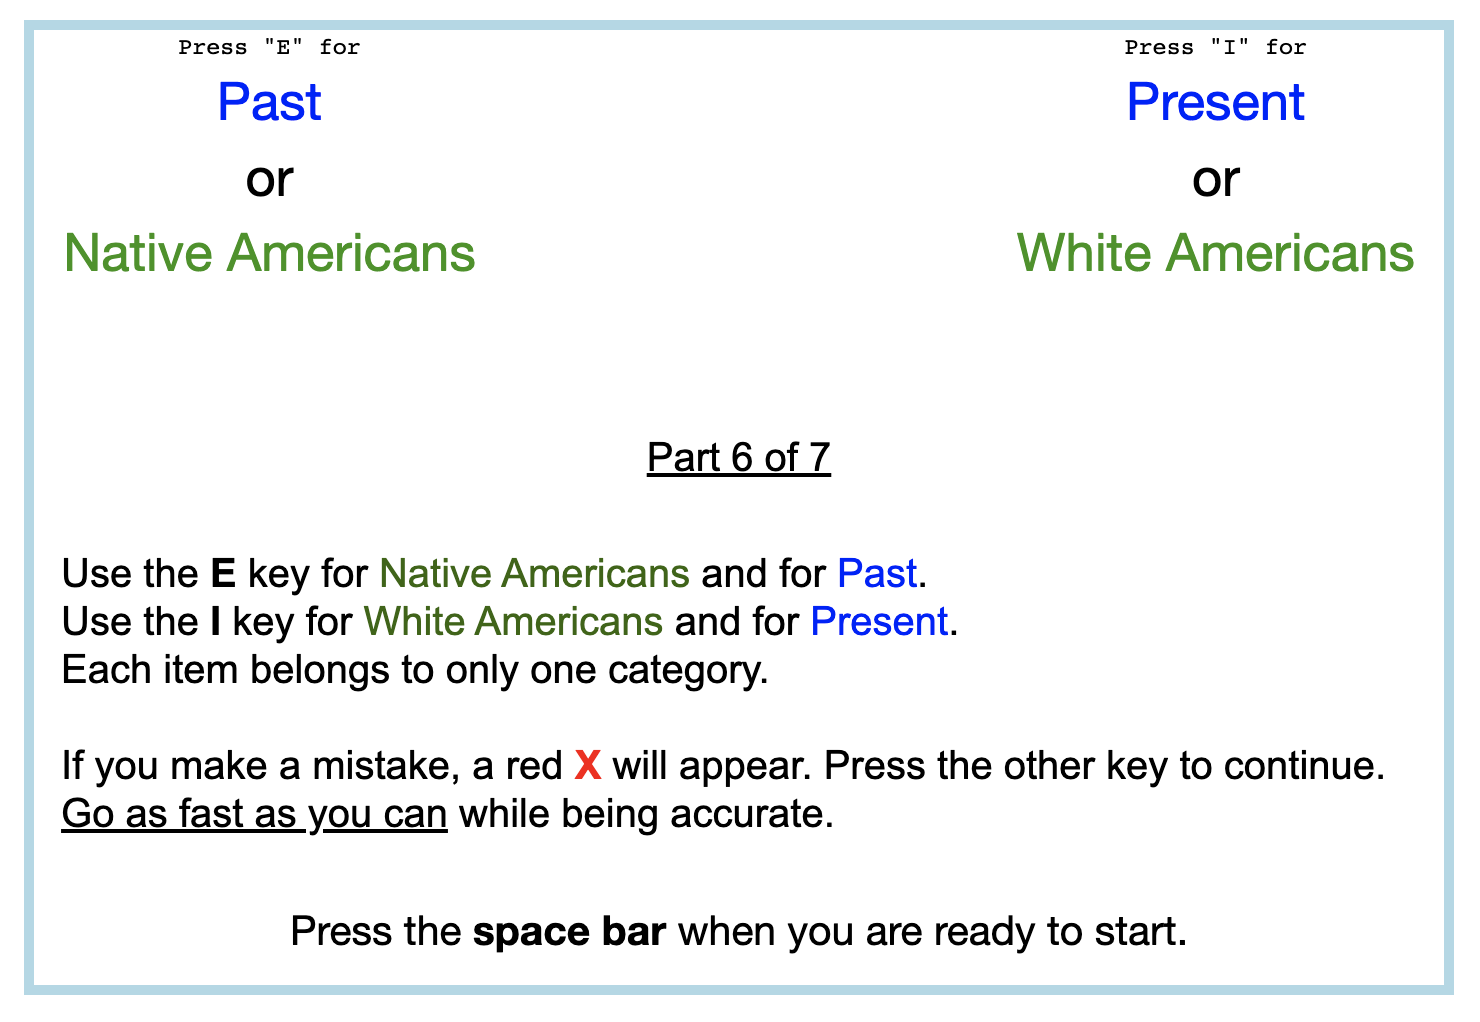 Press "E" for
Past
or
Native Americans
Press "I" for
Present
or
White Americans
Part 6 of 7
Use the E key for Native Americans and for Past.
Use the I key for White Americans and for Present.
Each item belongs to only one category.
If you make a mistake, a red X will appear. Press the other key to continue.
Go as fast as you can while being accurate.
Press the space bar when you are ready to start.